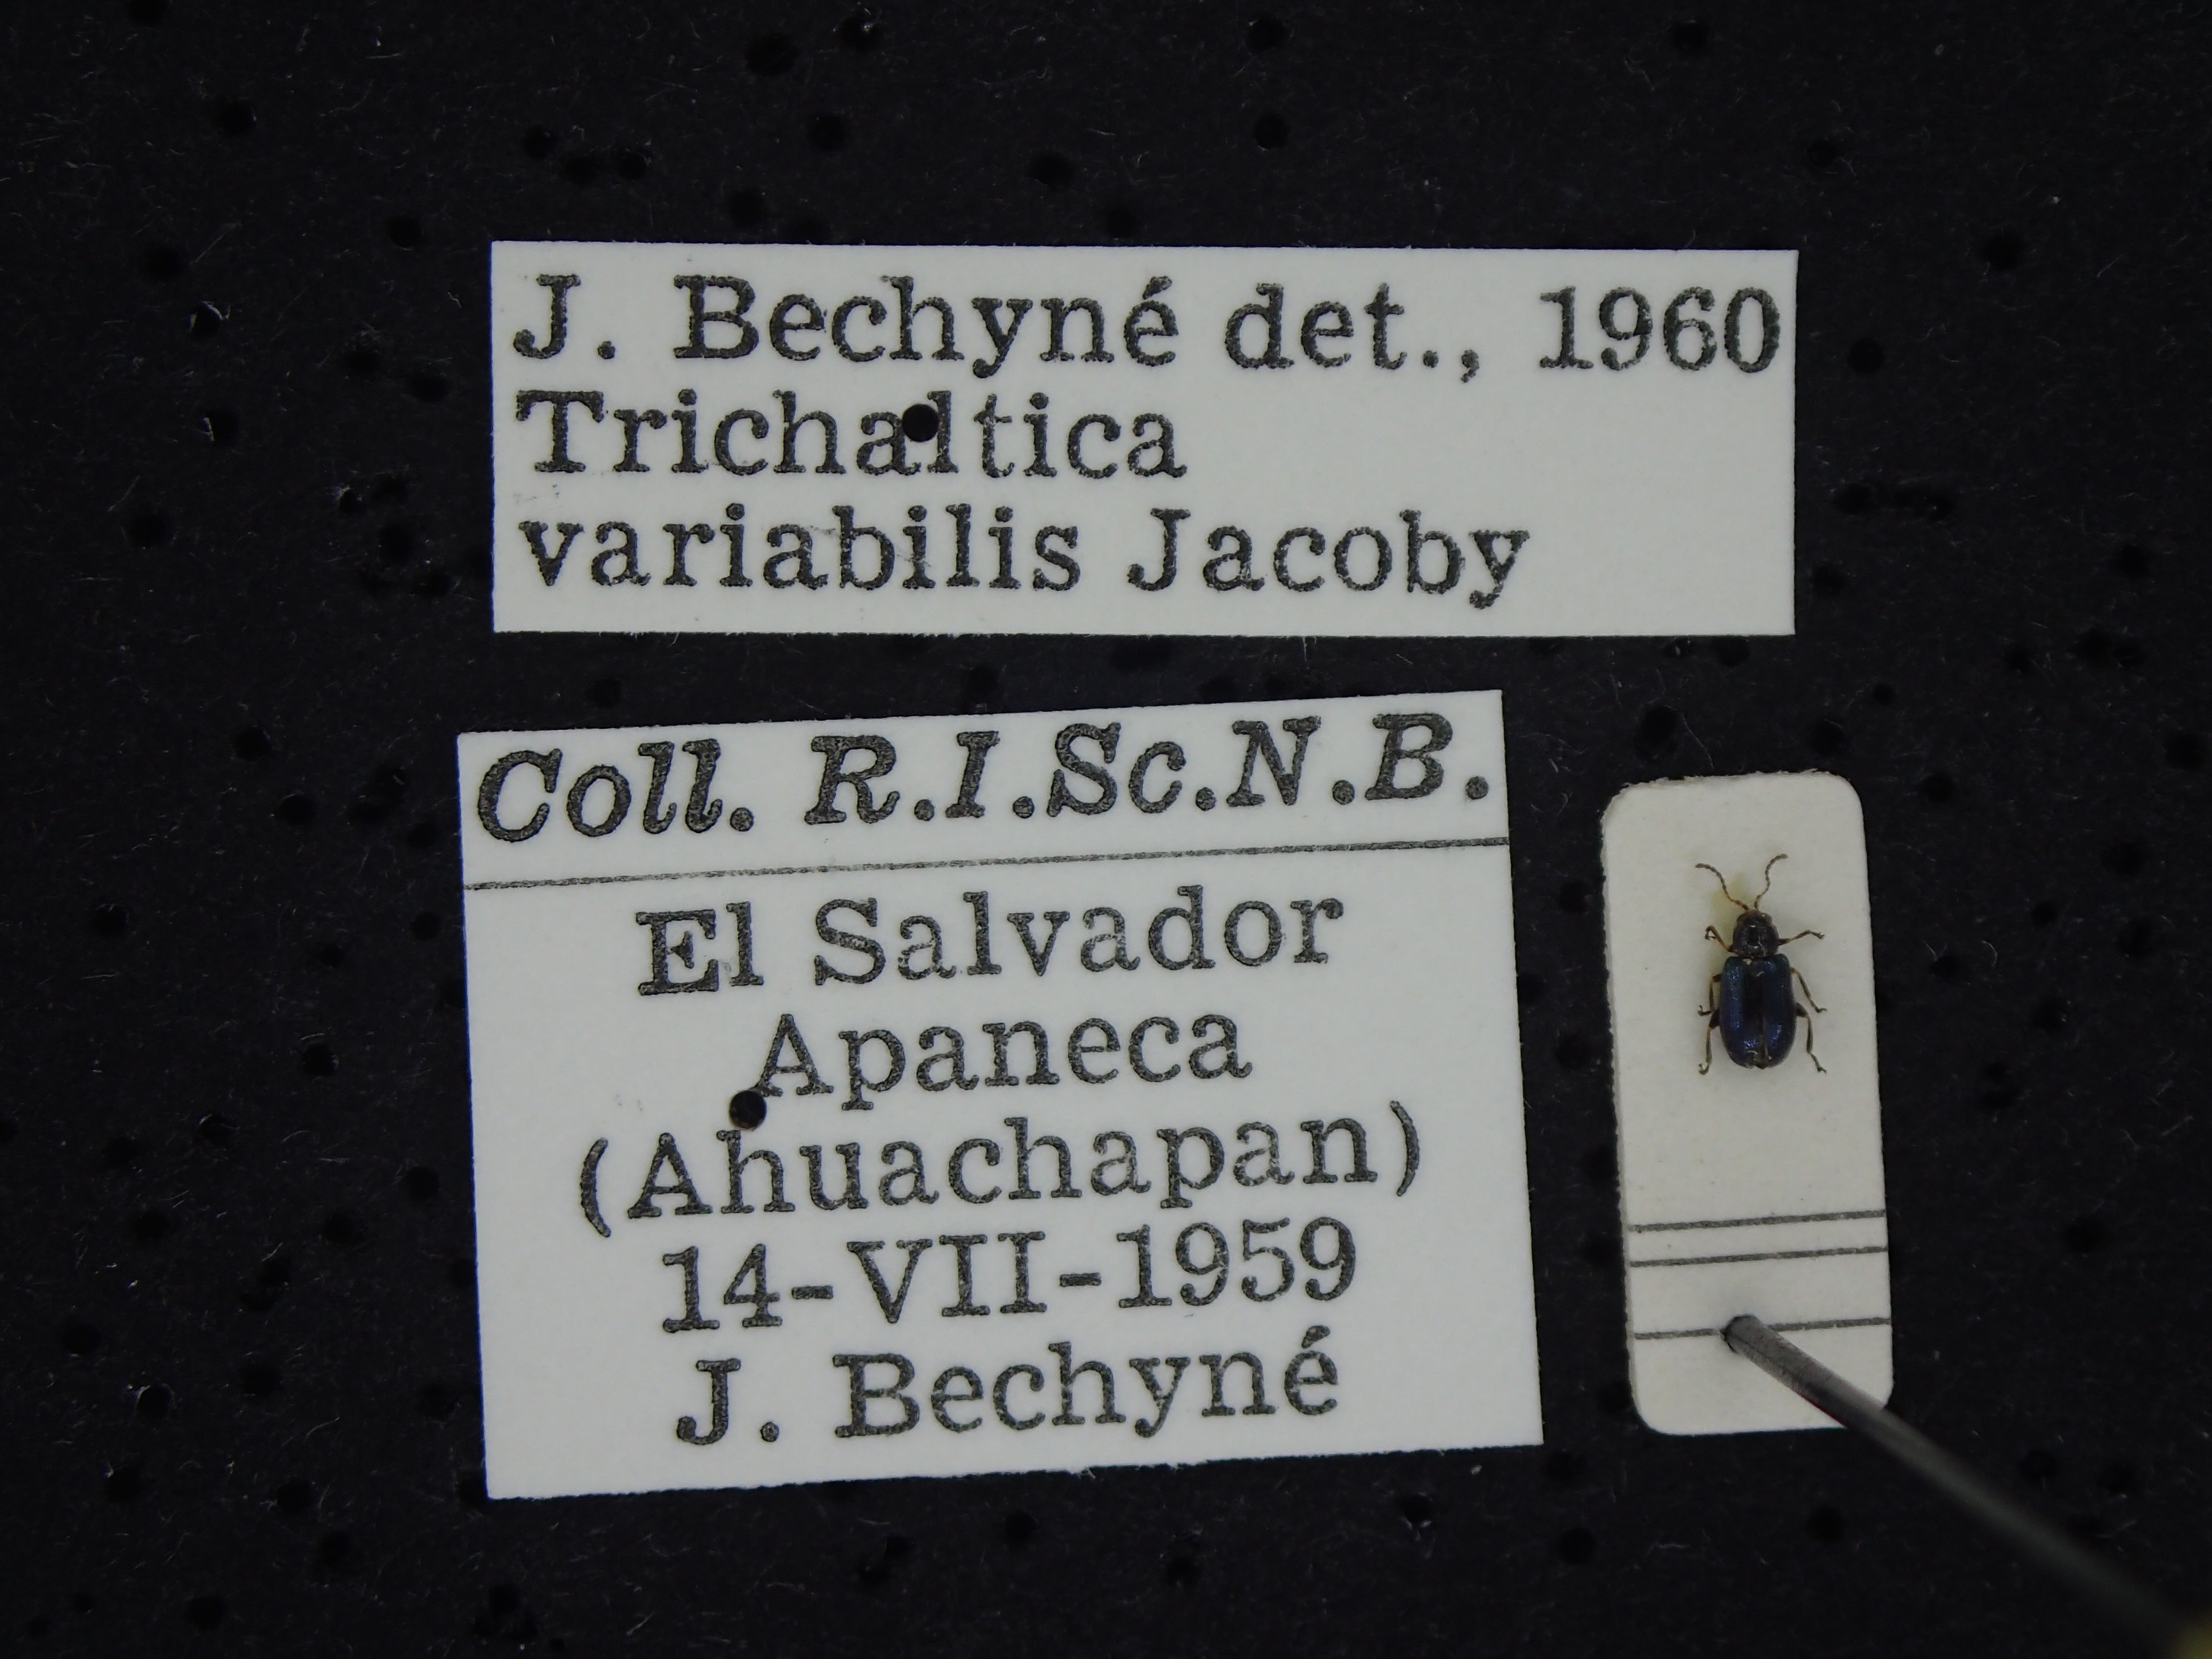 J. Bechyné det., 1960
Trichaltica
variabilis Jacoby
Coll. R.I.Sc.N.B.
El Salvador
Apaneca
(Ahuachapan)
14-VII-1959
J. Bechyné